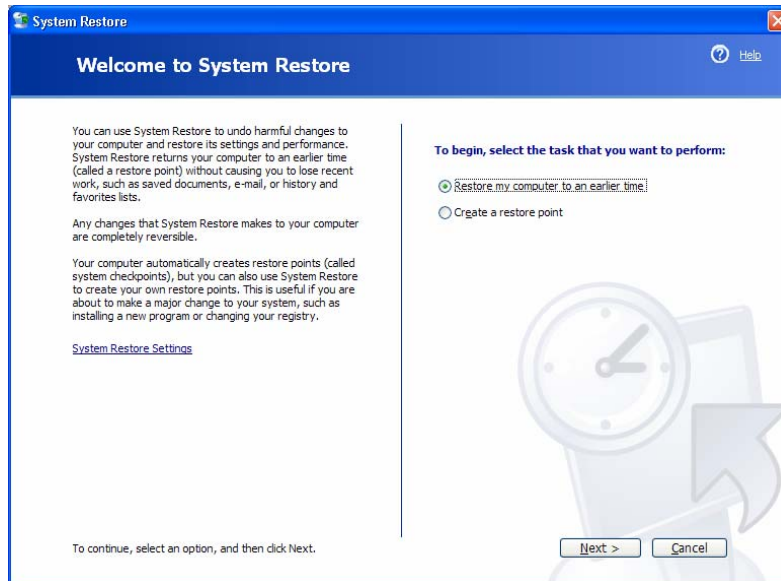 System Restore
Welcome to System Restore
Help
You can use System Restore to undo harmful changes to
your computer and restore its settings and performance.
System Restore returns your computer to an earlier time
(called a restore point) without causing you to lose recent
work, such as saved documents, e-mail, or history and
favorites lists.
Any changes that System Restore makes to your computer
are completely reversible.
Your computer automatically creates restore points (called
system checkpoints), but you can also use System Restore
to create your own restore points. This is useful if you are
about to make a major change to your system, such as
installing a new program or changing your registry.
System Restore Settings
To begin, select the task that you want to perform:
Restore my computer to an earlier time
Create a restore point
To continue, select an option, and then click Next.
Next >
Cancel